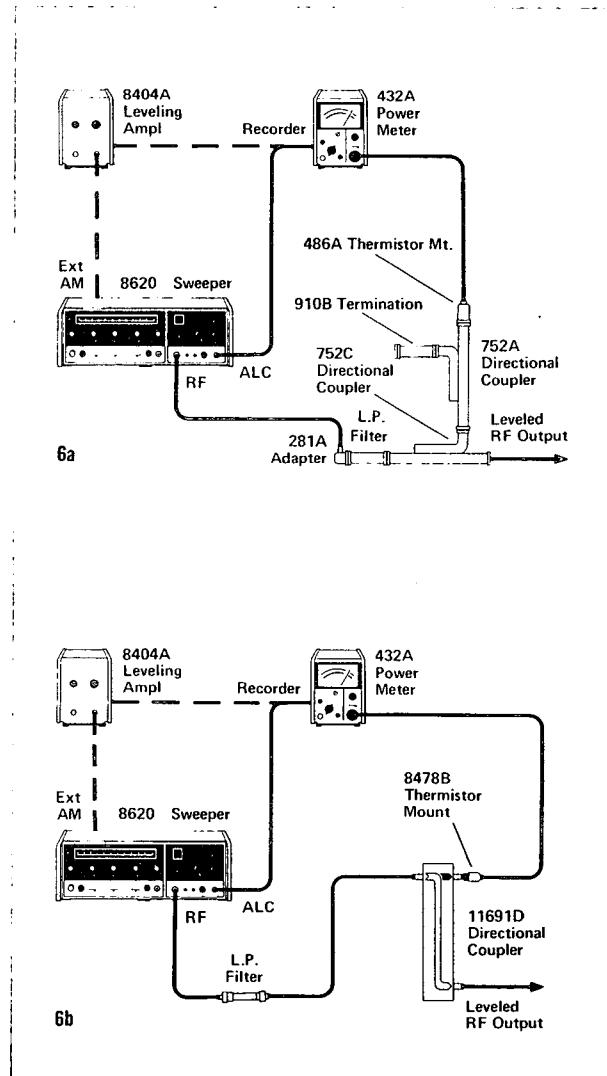 8404A
Leveling
Ampl
432A
Power
Meter
Recorder
486A Thermistor Mt.
Ext
AM
8620 Sweeper
910B Termination
752C
Directional
Coupler
752A
Directional
Coupler
RF
ALC
L.P.
Filter
281A
Adapter
Leveled
RF Output
6a
8404A
Leveling
Ampl
432A
Power
Meter
Recorder
8478B
Thermistor
Mount
Ext
AM
8620 Sweeper
RF
ALC
11691D
Directional
Coupler
L.P.
Filter
Leveled
RF Output
6b